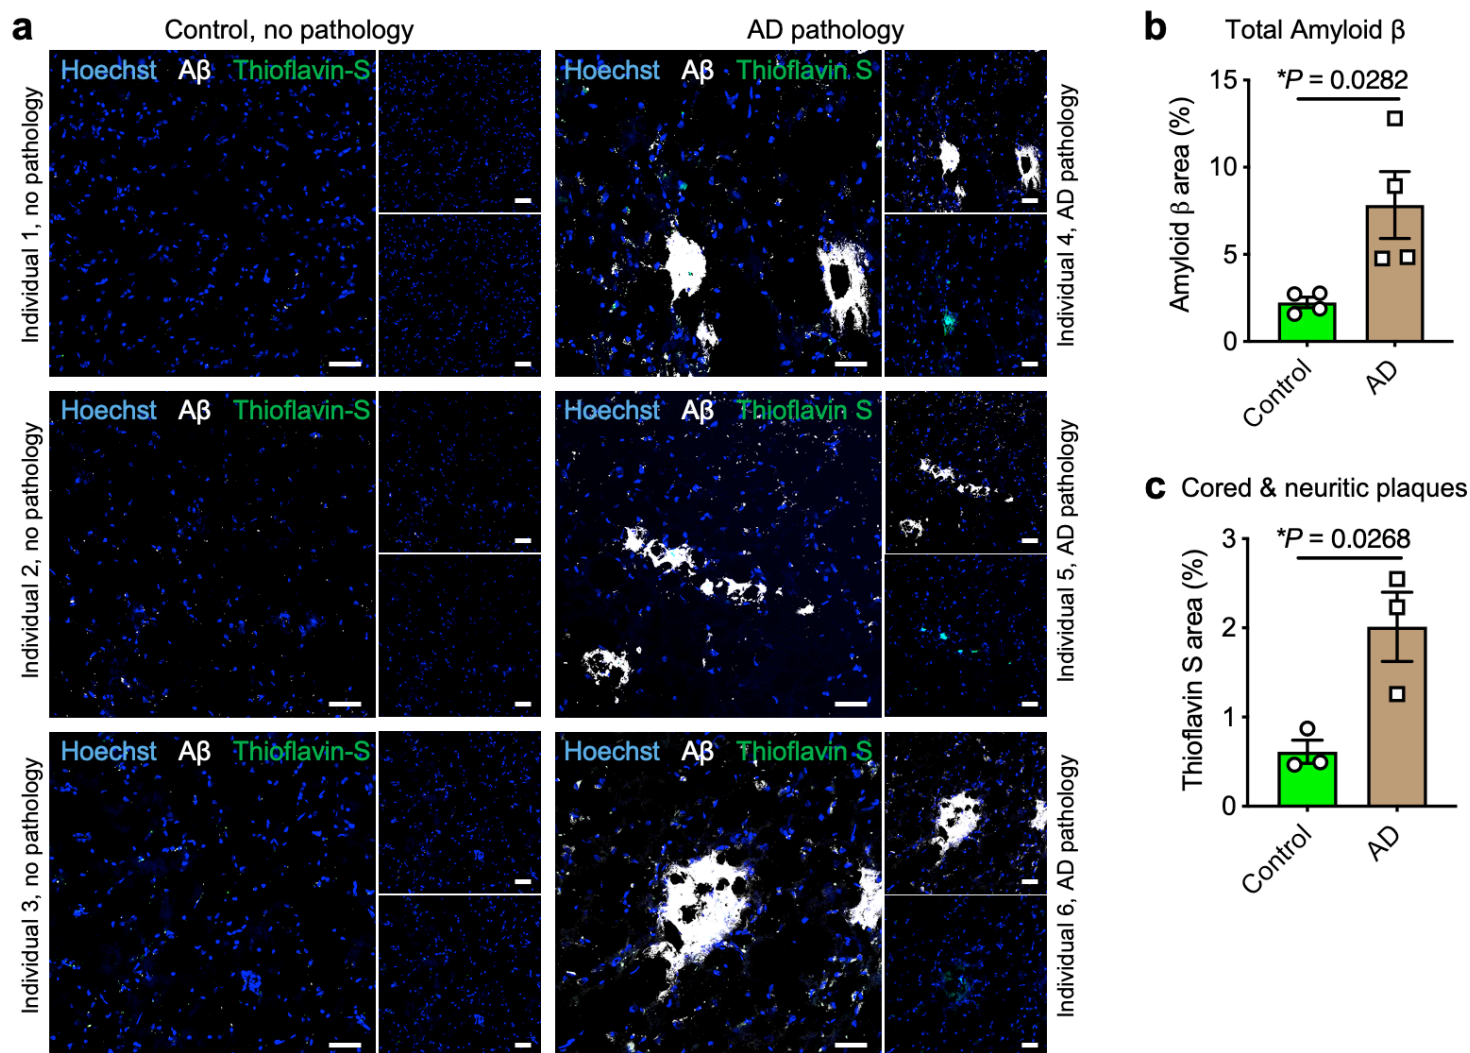 a
Control, no pathology
AD pathology
Individual 1, no pathology
Hoechst Aβ Thioflavin-S
Hoechst Aβ Thioflavin S
Individual 4, AD pathology
Individual 2, no pathology
Hoechst Aβ Thioflavin-S
Hoechst Aβ Thioflavin S
Individual 5, AD pathology
Individual 3, no pathology
Hoechst Aβ Thioflavin-S
Hoechst Aβ Thioflavin S
Individual 6, AD pathology
b
Total Amyloid β
*P = 0.0282
Amyloid β area (%)
15
10
5
0
Control
AD
c
Cored & neuritic plaques
*P = 0.0268
Thioflavin S area (%)
3
2
1
0
Control
AD